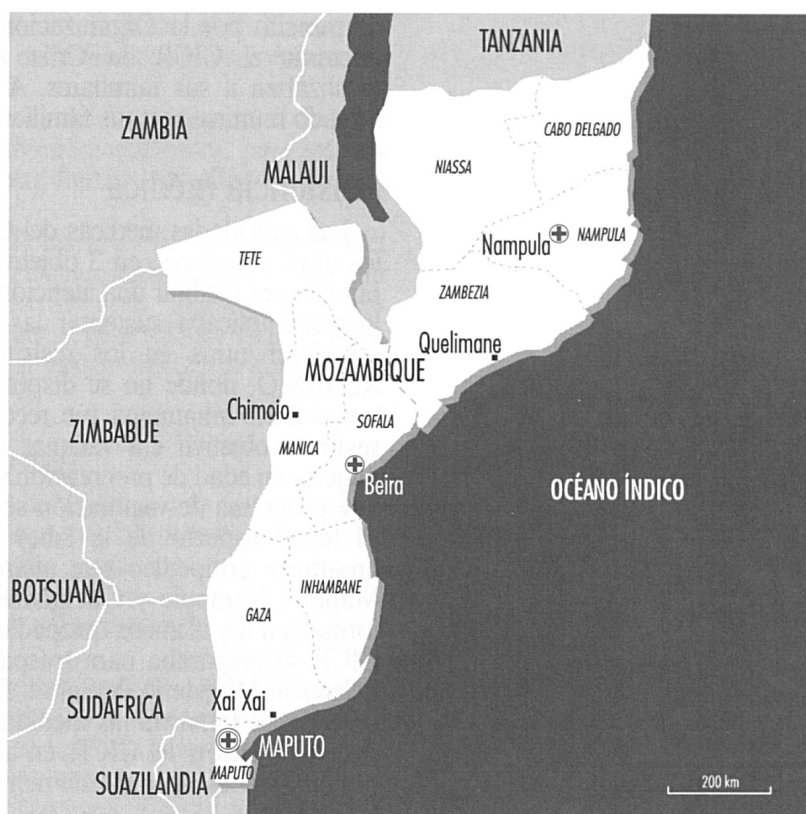 TANZANIA
ZAMBIA
CABO DELGADO
MALAUI
NIASSA
Nampula
NAMPULA
TETE
ZAMBEZIA
Quelimane
MOZAMBIQUE
Chimoio
SOFALA
ZIMBABUE
MANICA
Beira
OCÉANO ÍNDICO
BOTSUANA
INHAMBANE
GAZA
SUDÁFRICA
Xai Xai
MAPUTO
MAPUTO
SUAZILANDIA
200 km